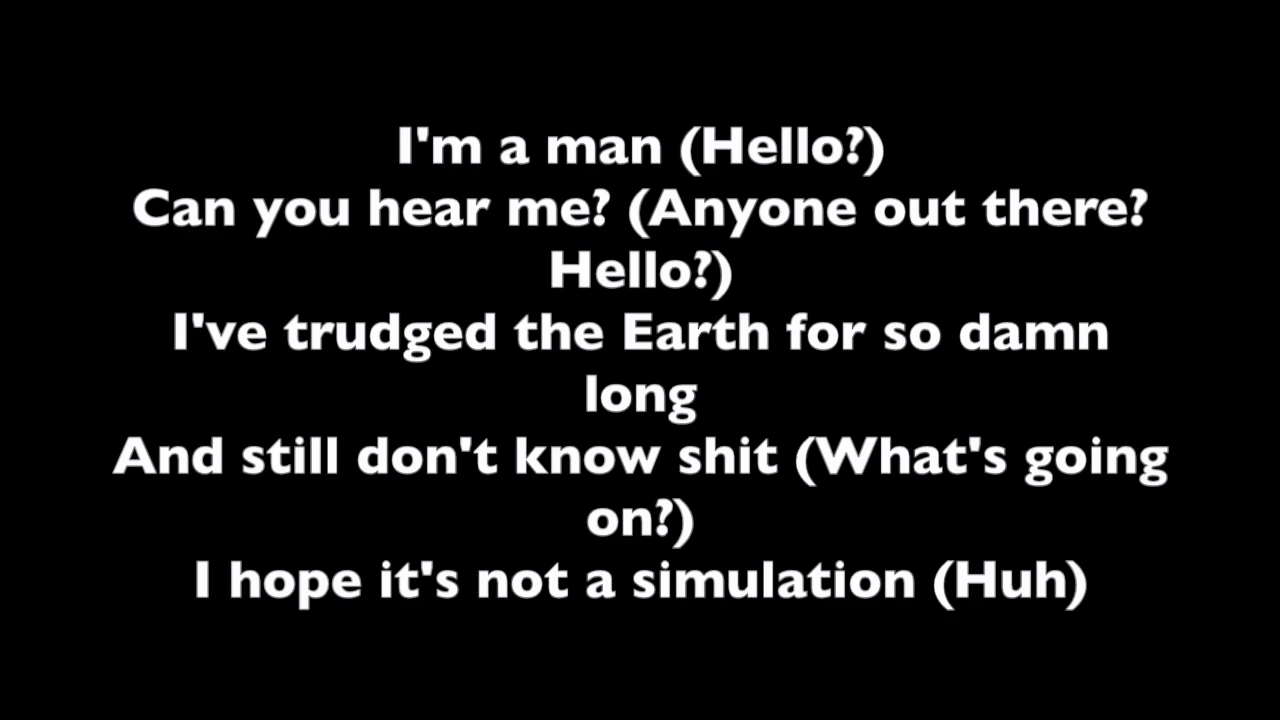 I'm a man (Hello?)
Can you hear me? (Anyone out there?
Hello?)
I've trudged the Earth for so damn
long
And still don't know shit (What's going
on?)
I hope it's not a simulation (Huh)